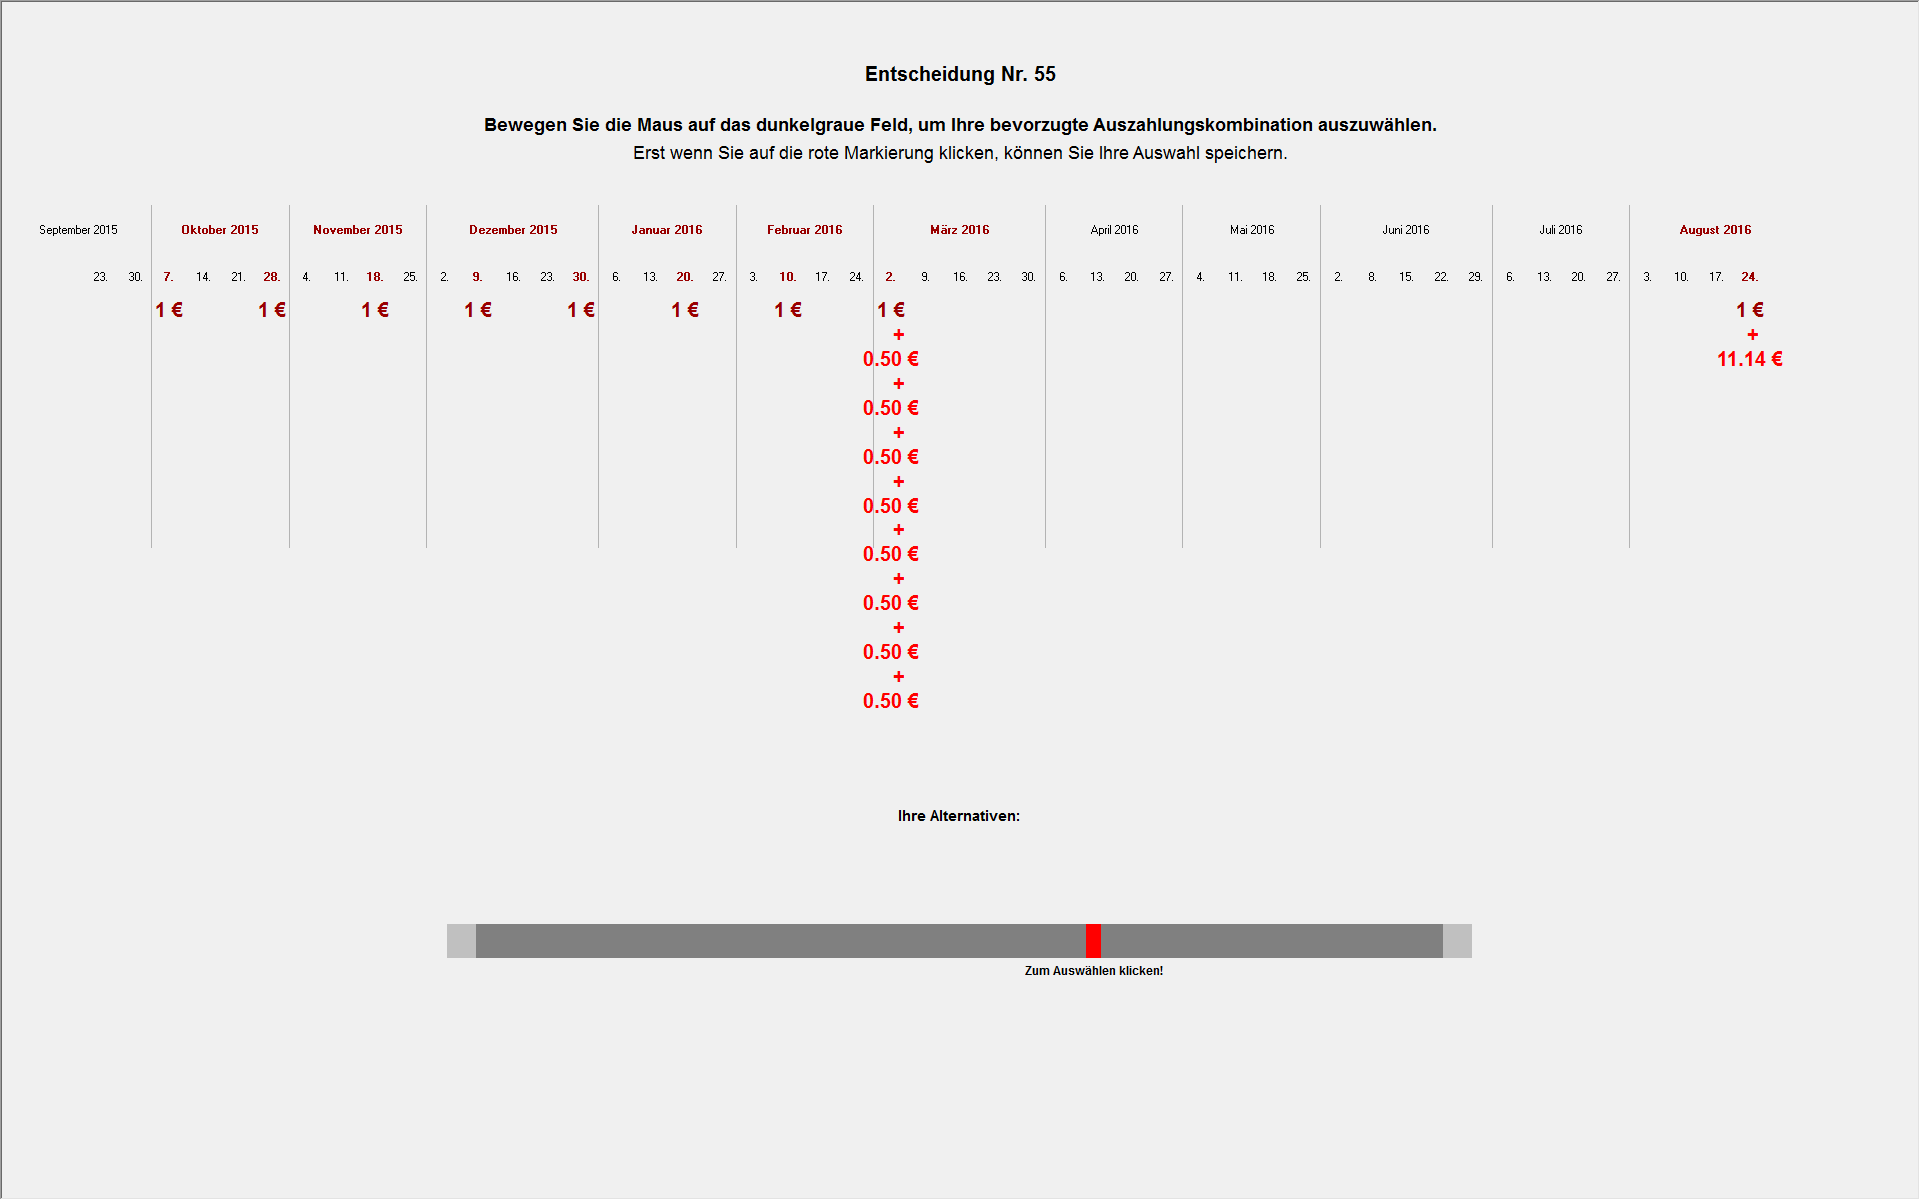 Entscheidung Nr. 55
Bewegen Sie die Maus auf das dunkelgraue Feld, um Ihre bevorzugte Auszahlungskombination auszuwählen.
Erst wenn Sie auf die rote Markierung klicken, können Sie Ihre Auswahl speichern.
September 2015 Oktober 2015 November 2015 Dezember 2015 Januar 2016 Februar 2016 März 2016 April 2016 Mai 2016 Juni 2016 Juli 2016 August 2016
23. 30. 7. 14. 21. 28. 4. 11. 18. 25. 2. 9. 16. 23. 30. 6. 13. 20. 27. 3. 10. 17. 24. 2. 9. 16. 23. 30. 6. 13. 20. 27. 4. 11. 18. 25. 2. 8. 15. 22. 29. 6. 13. 20. 27. 3. 10. 17. 24.
1 € 1 € 1 € 1 € 1 € 1 € 1 € 1 € 1 €
+ +
0.50 € 11.14 €
+
0.50 €
+
0.50 €
+
0.50 €
+
0.50 €
+
0.50 €
+
0.50 €
+
0.50 €
Ihre Alternativen:
Zum Auswählen klicken!